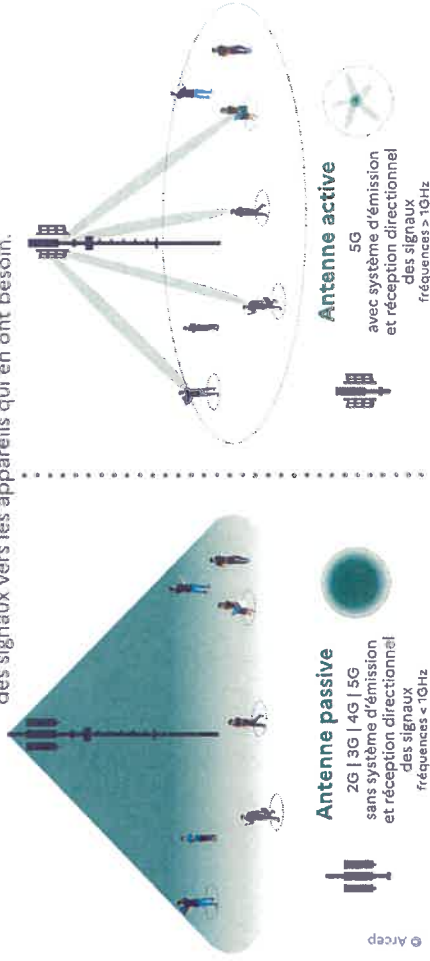 des signaux vers les appareils qui en ont besoin.
Antenne passive
2G | 3G | 4G | 5G
sans système d'émission
et réception directionnel
des signaux
fréquences < 1GHz
© Arcep
Antenne active
5G
avec système d'émission
et réception directionnel
des signaux
fréquences > 1GHz